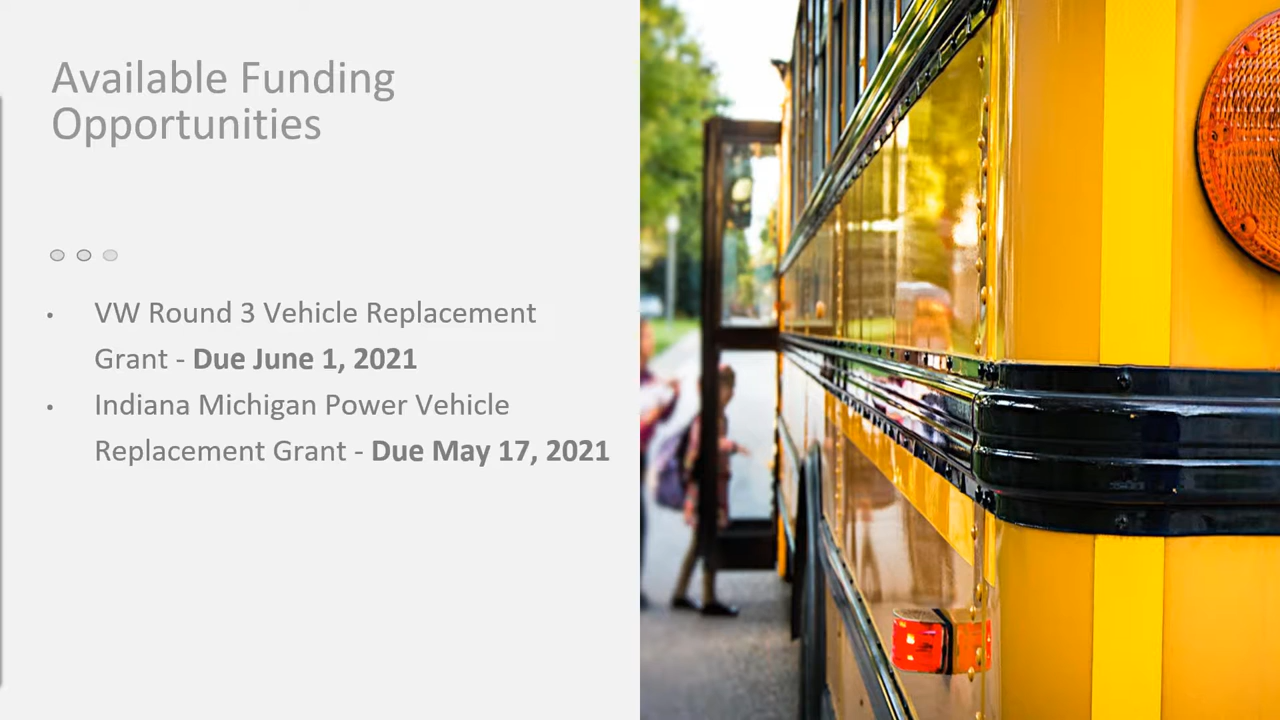 Available Funding
Opportunities
• VW Round 3 Vehicle Replacement
Grant - Due June 1, 2021
• Indiana Michigan Power Vehicle
Replacement Grant - Due May 17, 2021